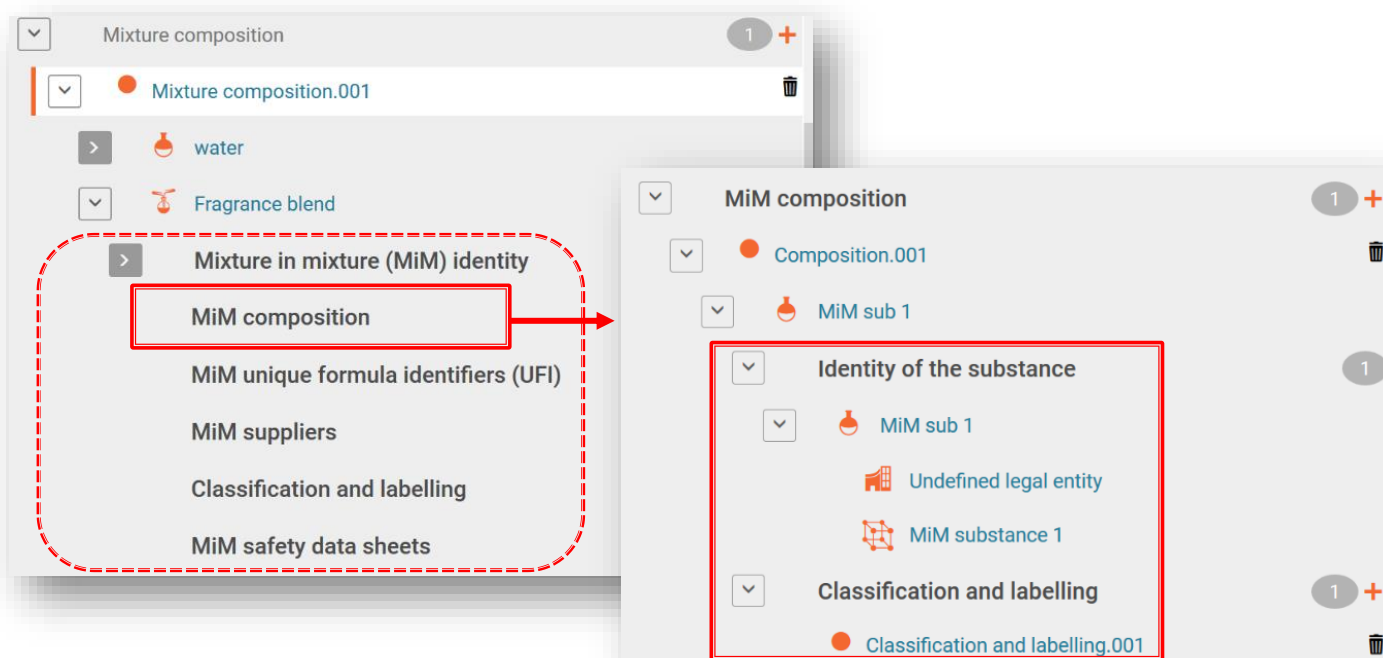 Mixture composition 1 +
Mixture composition.001
water
Fragrance blend
Mixture in mixture (MiM) identity
MiM composition
MiM unique formula identifiers (UFI)
MiM suppliers
Classification and labelling
MiM safety data sheets
MiM composition 1 +
Composition.001
MiM sub 1
Identity of the substance 1
MiM sub 1
Undefined legal entity
MiM substance 1
Classification and labelling 1 +
Classification and labelling.001